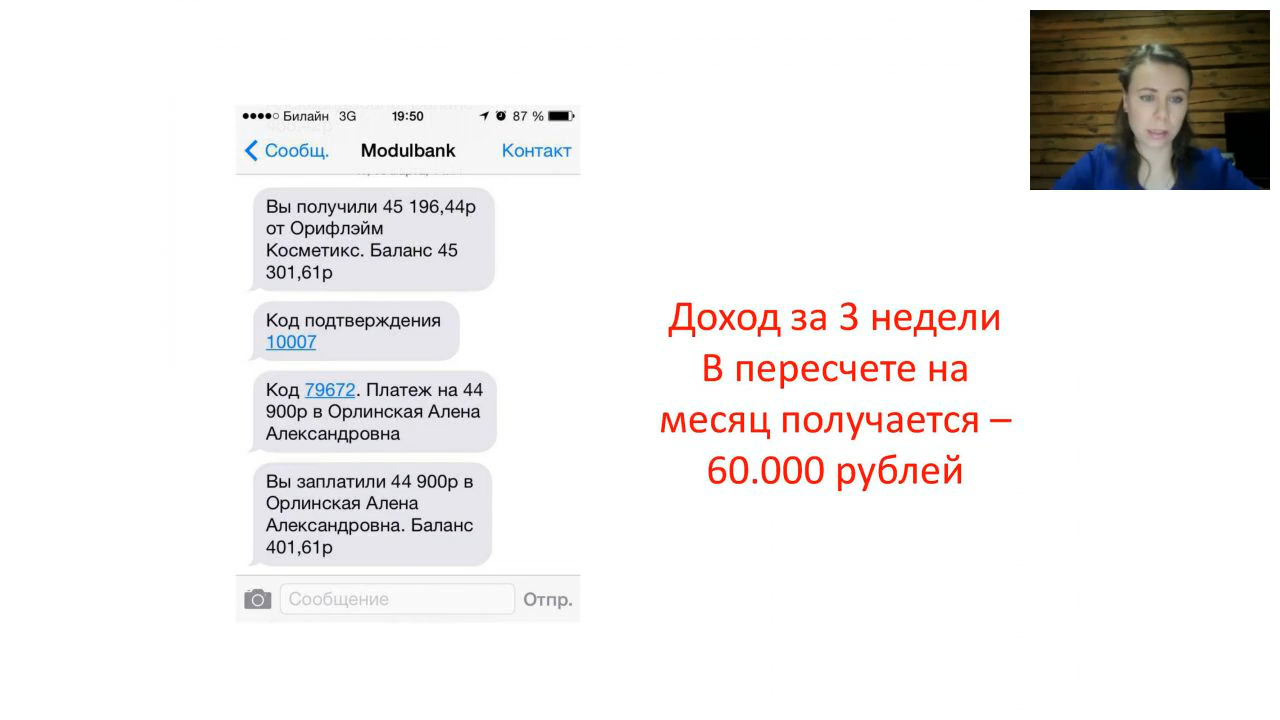 Билайн 3G 19:50 87 %
Сообщ. Modulbank Контакт
Вы получили 45 196,44р
от Орифлэйм
Косметикс. Баланс 45
301,61р
Код подтверждения
10007
Код 79672. Платеж на 44
900р в Орлинская Алена
Александровна
Вы заплатили 44 900р в
Орлинская Алена
Александровна. Баланс
401,61р
Сообщение Отпр.
Доход за 3 недели
В пересчете на
месяц получается –
60.000 рублей